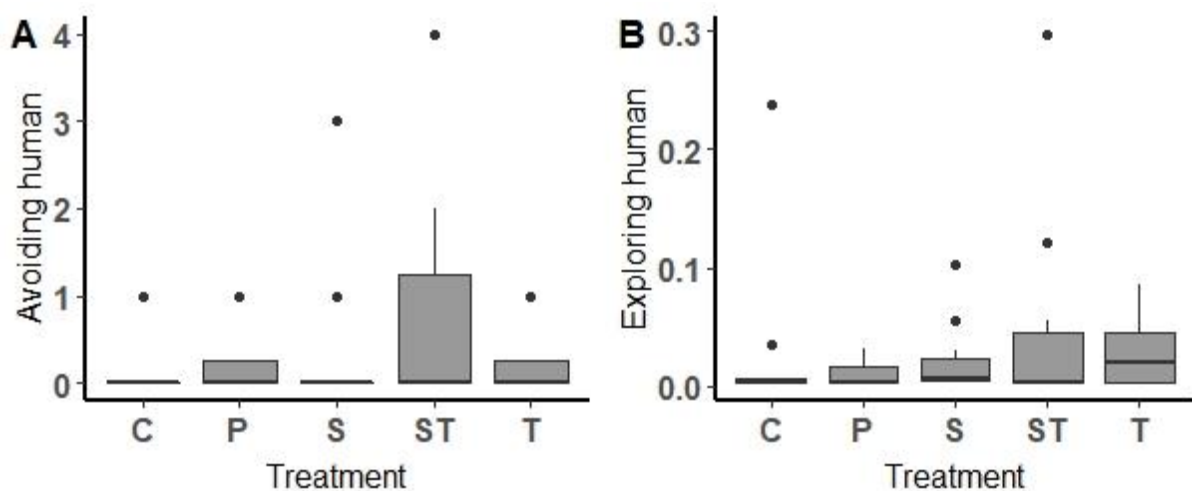 A
Avoiding human
4
3
2
1
0
C P S ST T
Treatment
B
Exploring human
0.3
0.2
0.1
0.0
C P S ST T
Treatment